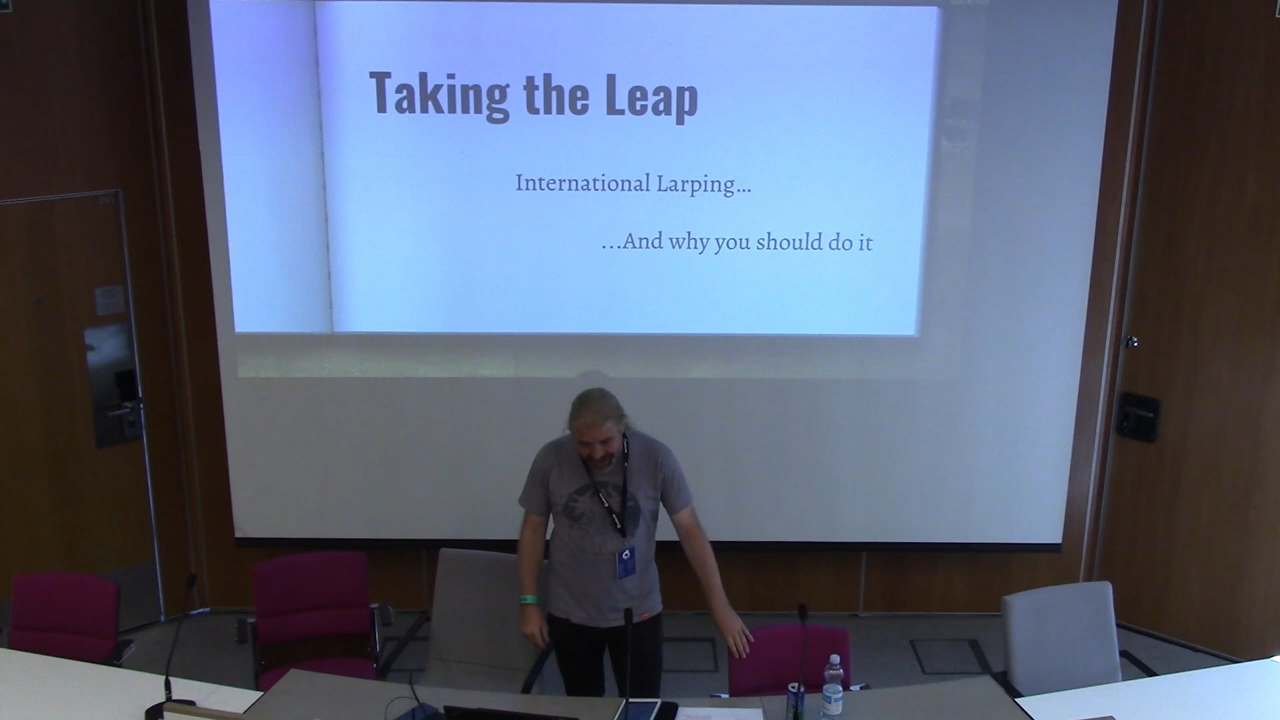 Taking the Leap
International Larping...
...And why you should do it